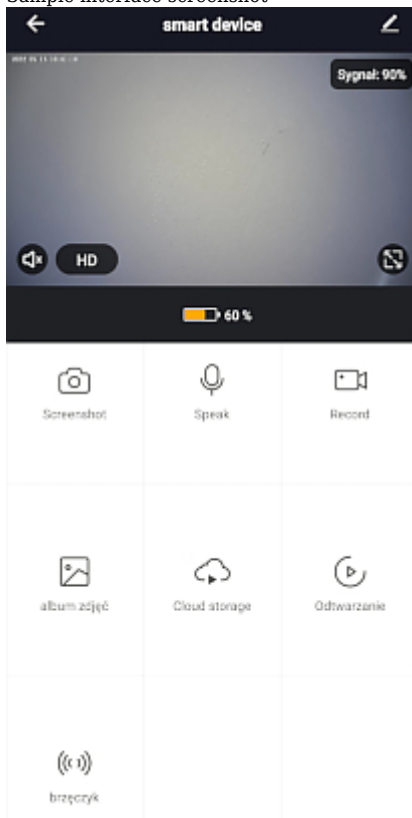 Sample interface screenshot
smart device
Sygnał: 90%
HD
60 %
Screenshot
Speak
Record
album zdjęć
Cloud storage
Odtwarzanie
brzęczyk